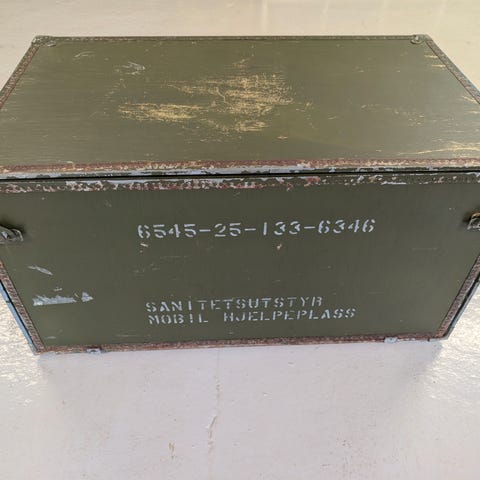 6545-25-133-6346
SANITETSUTSTYR
MOBIL HJELPEPLASS